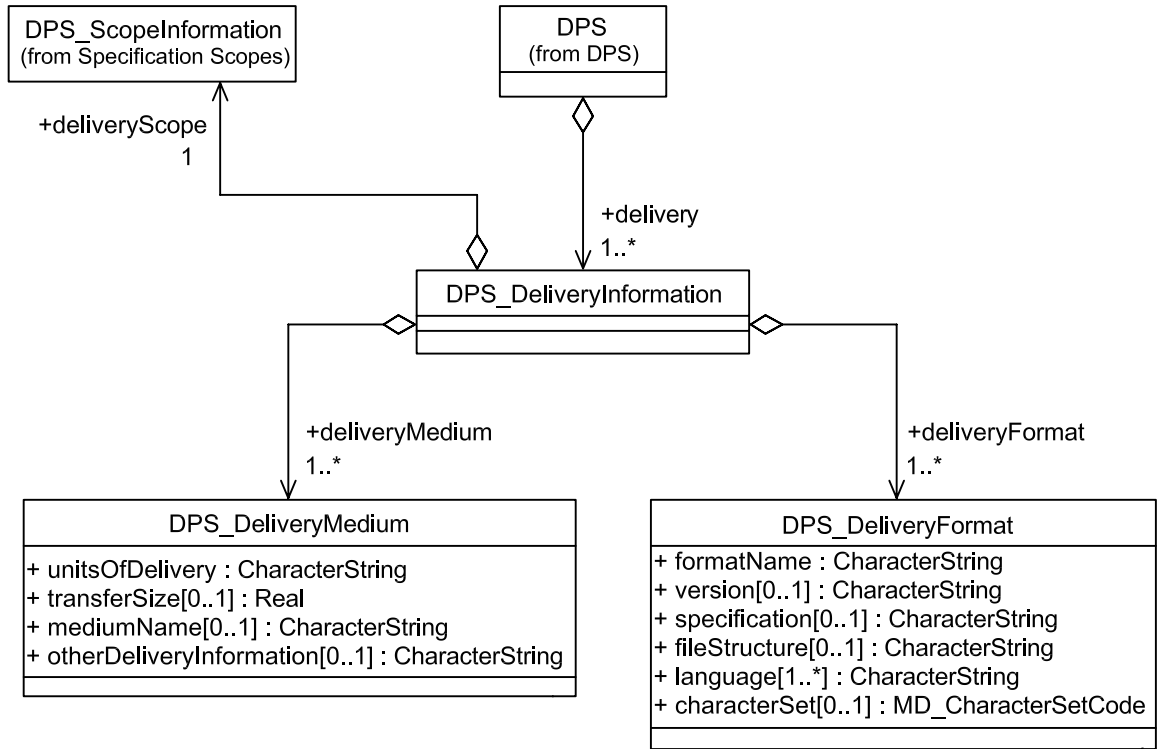 DPS_ScopeInformation
(from Specification Scopes)
DPS
(from DPS)
+deliveryScope
1
+delivery
1..*
DPS_DeliveryInformation
+deliveryMedium
1..*
+deliveryFormat
1..*
DPS_DeliveryMedium
+ unitsOfDelivery : CharacterString
+ transferSize[0..1] : Real
+ mediumName[0..1] : CharacterString
+ otherDeliveryInformation[0..1] : CharacterString
DPS_DeliveryFormat
+ formatName : CharacterString
+ version[0..1] : CharacterString
+ specification[0..1] : CharacterString
+ fileStructure[0..1] : CharacterString
+ language[1..*] : CharacterString
+ characterSet[0..1] : MD_CharacterSetCode